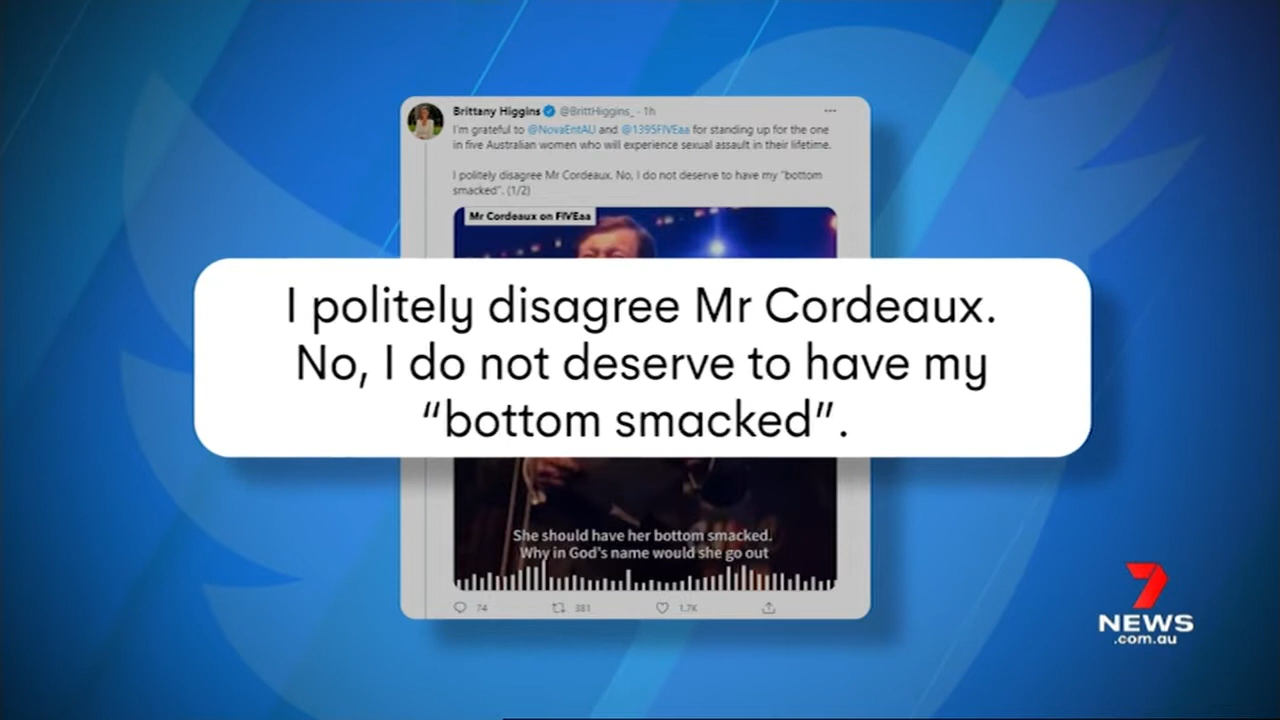 Brittany Higgins @BrittHiggins_ · 1h
I'm grateful to @NovaEntAU and @1395FIVEaa for standing up for the one
in five Australian women who will experience sexual assault in their lifetime.
I politely disagree Mr Cordeaux. No, I do not deserve to have my "bottom
smacked". (1/2)
Mr Cordeaux on FIVEaa
I politely disagree Mr Cordeaux.
No, I do not deserve to have my
“bottom smacked”.
She should have her bottom smacked.
Why in God's name would she go out
74 381 1.7K
7
NEWS
.com.au